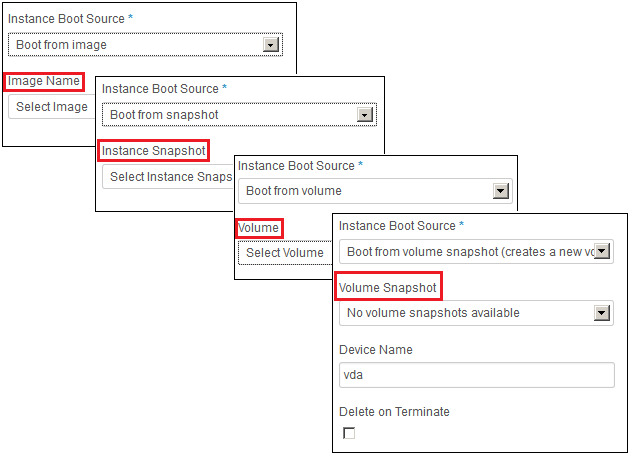 Instance Boot Source *
Boot from image
Image Name
Select Image
Instance Boot Source *
Boot from snapshot
Instance Snapshot
Select Instance Snaps
Instance Boot Source *
Boot from volume
Volume
Select Volume
Instance Boot Source *
Boot from volume snapshot (creates a new vo
Volume Snapshot
No volume snapshots available
Device Name
vda
Delete on Terminate